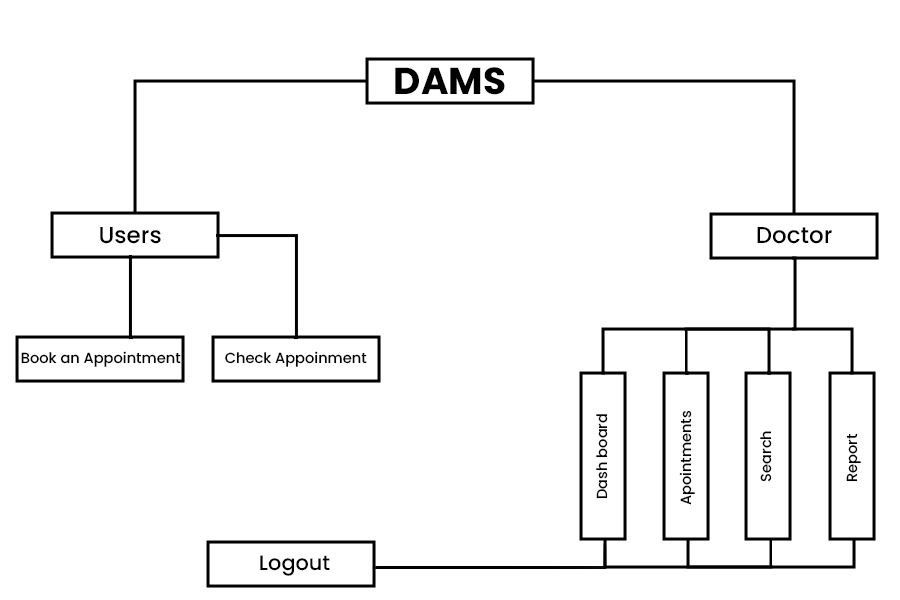 DAMS
Users
Doctor
Book an Appointment
Check Appoinment
Dash board
Apointments
Search
Report
Logout